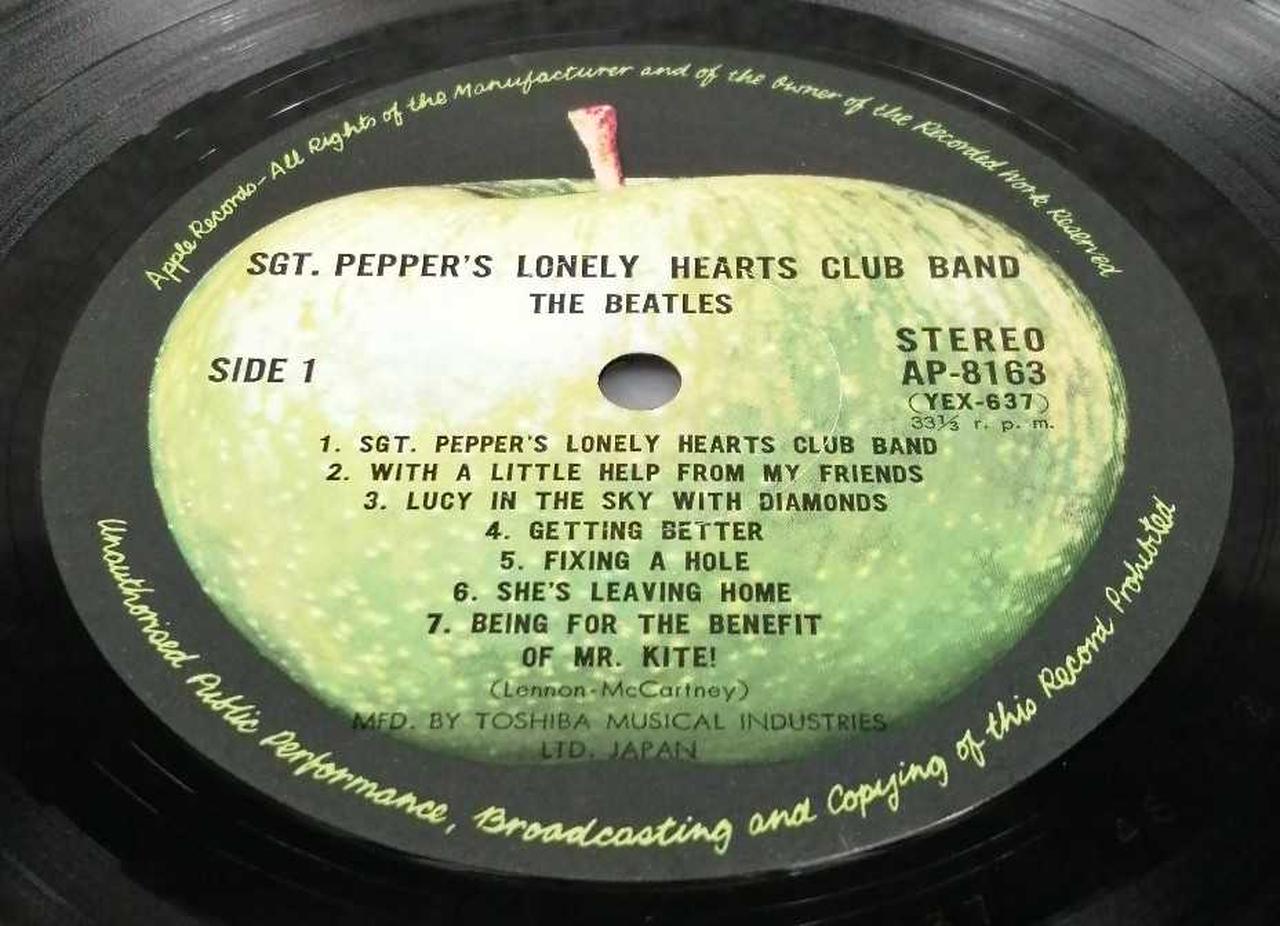 Apple Records-All Rights of the Manufacturer and of the Owner of the Recorded Work Reserved
SGT. PEPPER'S LONELY HEARTS CLUB BAND
THE BEATLES
STEREO
SIDE 1
AP-8163
(YEX-637)
33⅓ r. p. m.
1. SGT. PEPPER'S LONELY HEARTS CLUB BAND
2. WITH A LITTLE HELP FROM MY FRIENDS
3. LUCY IN THE SKY WITH DIAMONDS
4. GETTING BETTER
5. FIXING A HOLE
6. SHE'S LEAVING HOME
7. BEING FOR THE BENEFIT
OF MR. KITE!
(Lennon-McCartney)
MFD. BY TOSHIBA MUSICAL INDUSTRIES
LTD. JAPAN
Unauthorised Public Performance, Broadcasting and Copying of this Record Prohibited